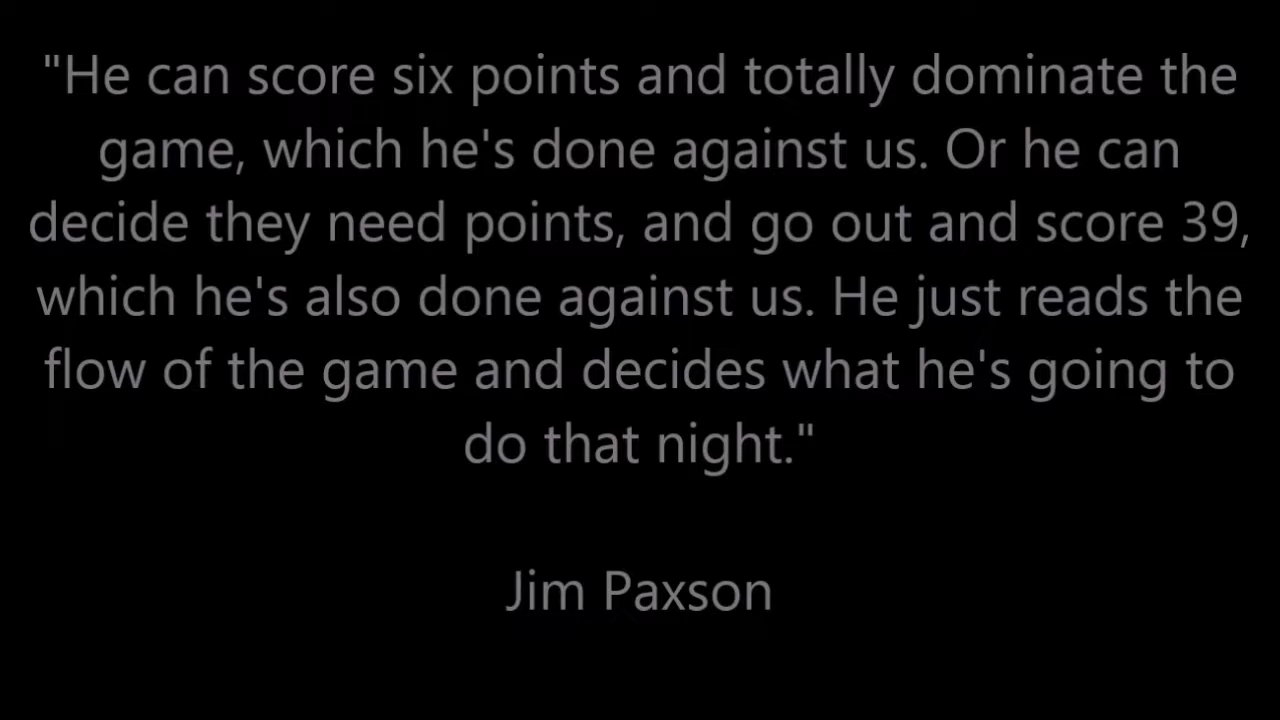 "He can score six points and totally dominate the
game, which he's done against us. Or he can
decide they need points, and go out and score 39,
which he's also done against us. He just reads the
flow of the game and decides what he's going to
do that night."
Jim Paxson